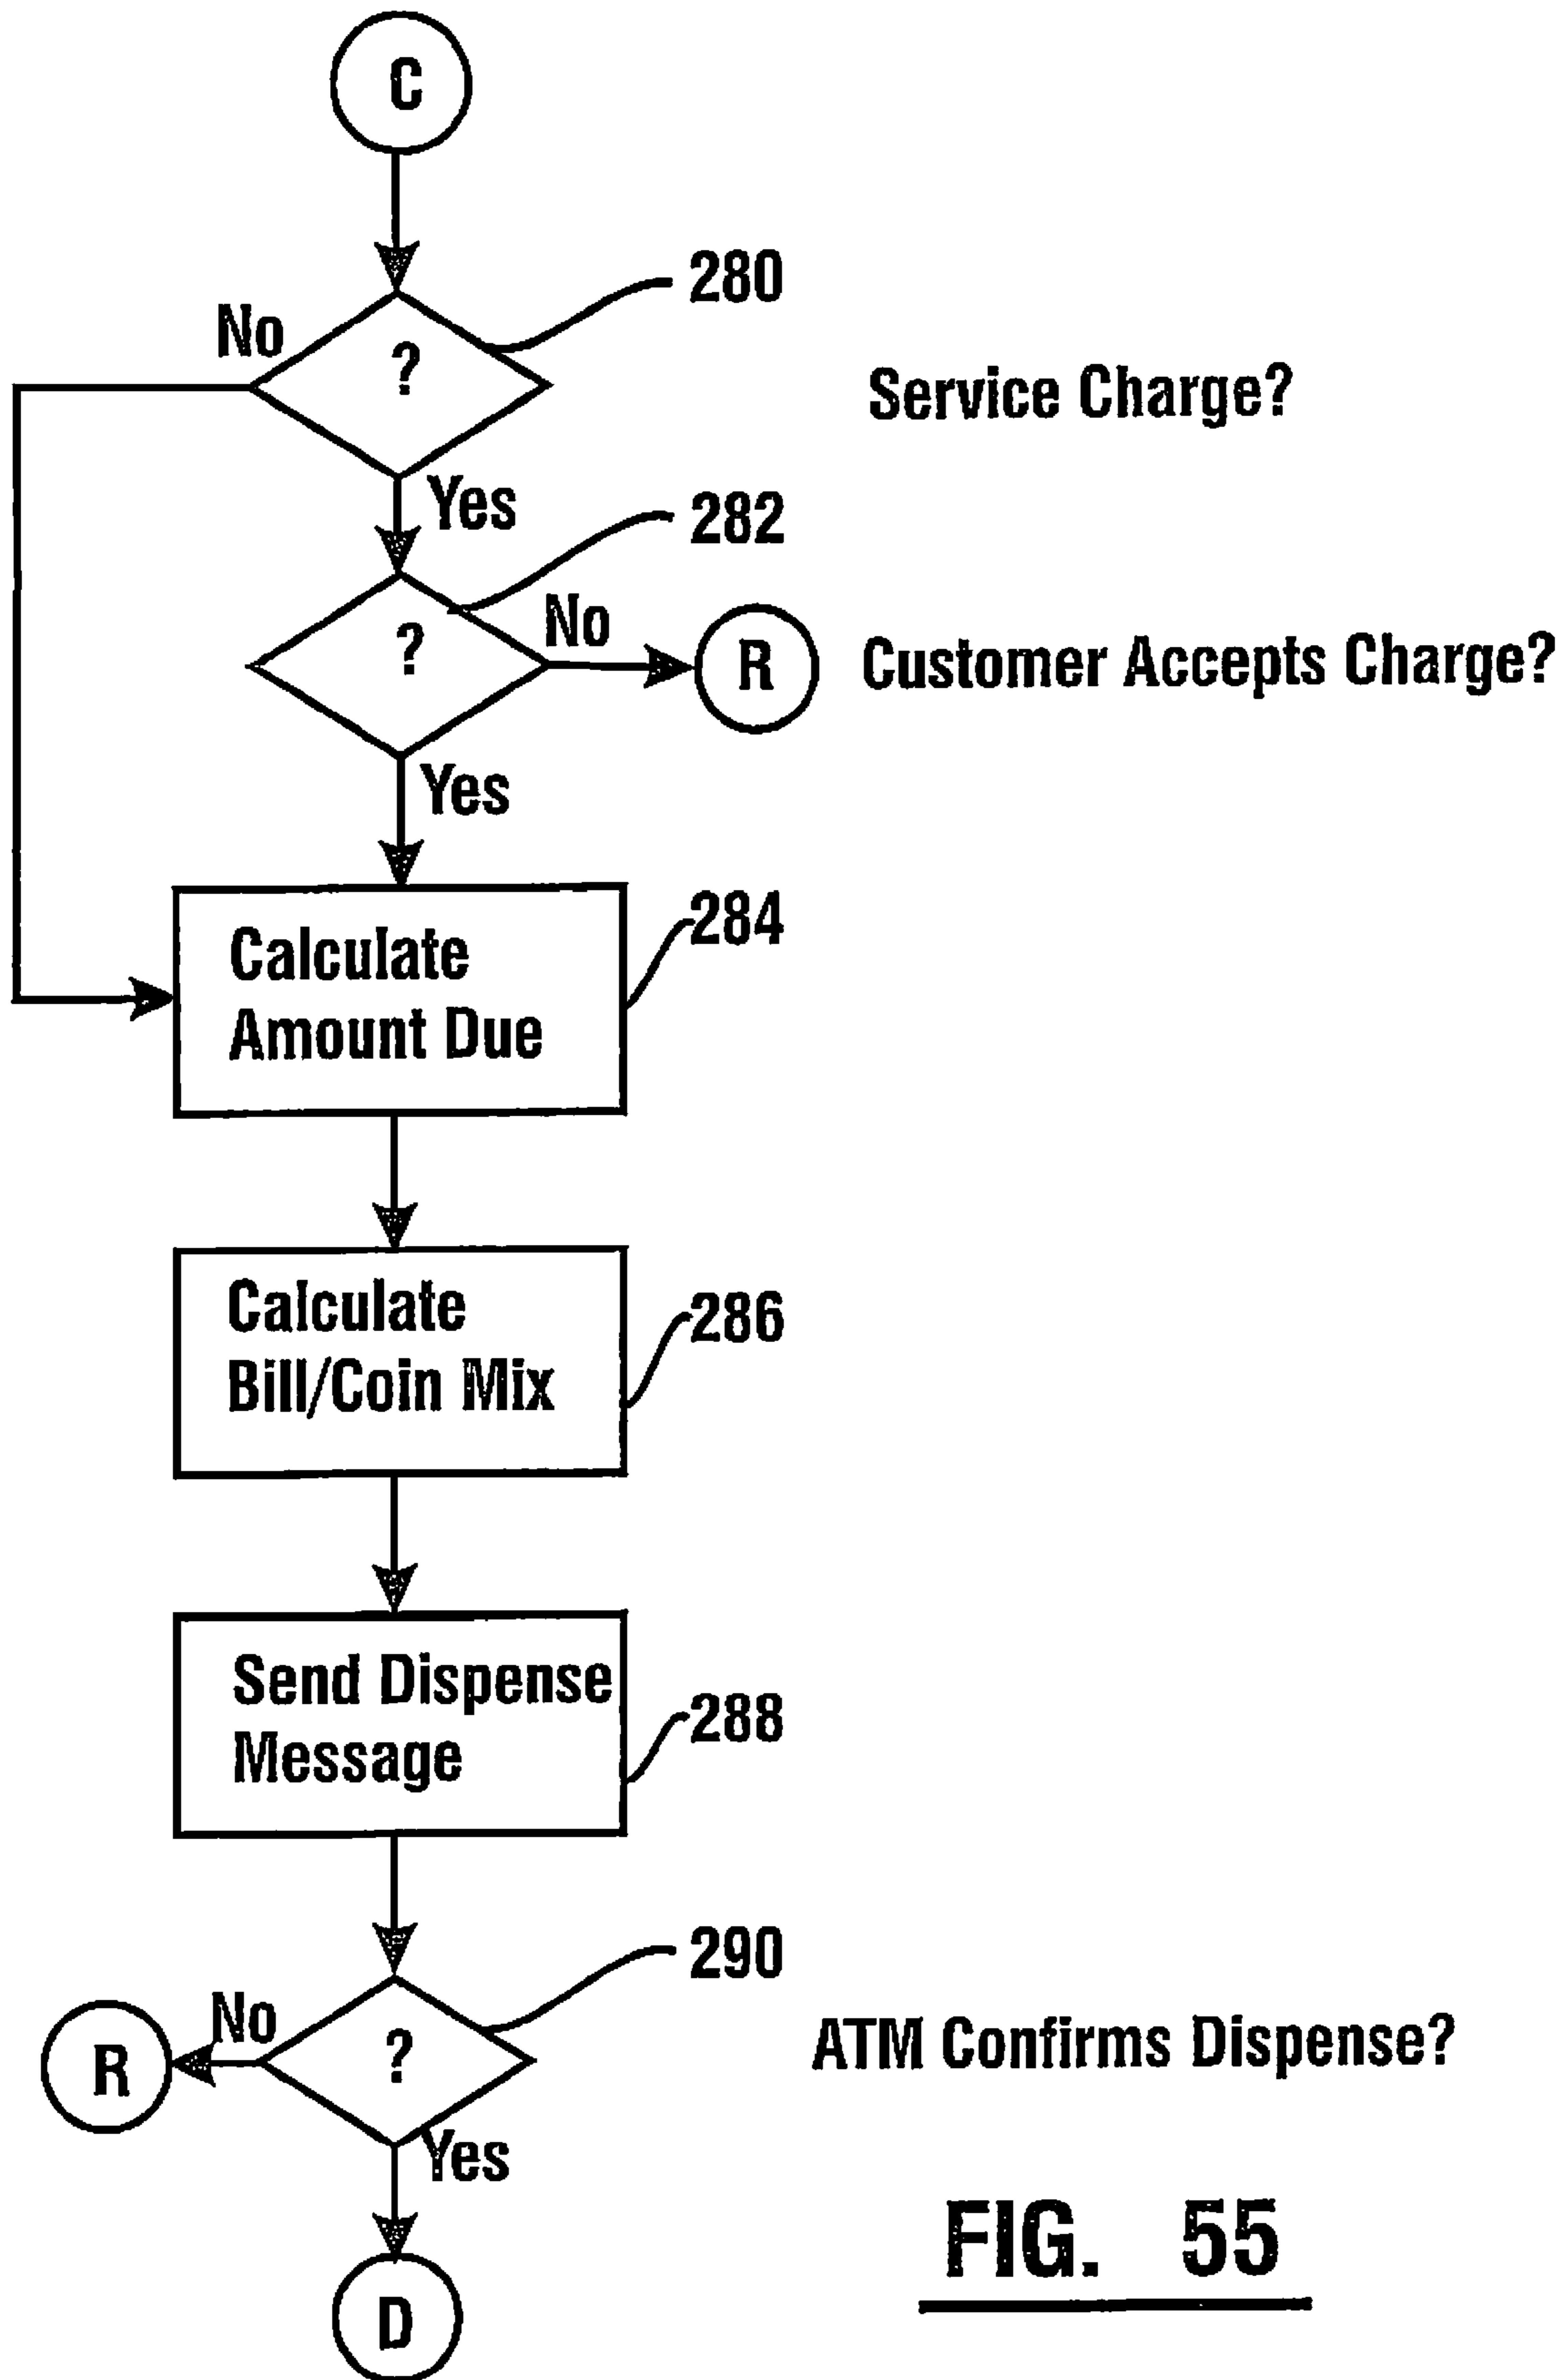 C
280
No
?
Service Charge?
Yes
282
No
?
R
Customer Accepts Charge?
Yes
284
Calculate
Amount Due
Calculate
286
Bill/Coin Mix
Send Dispense
288
Message
290
No
?
R
ATM Confirms Dispense?
Yes
FIG. 55
D